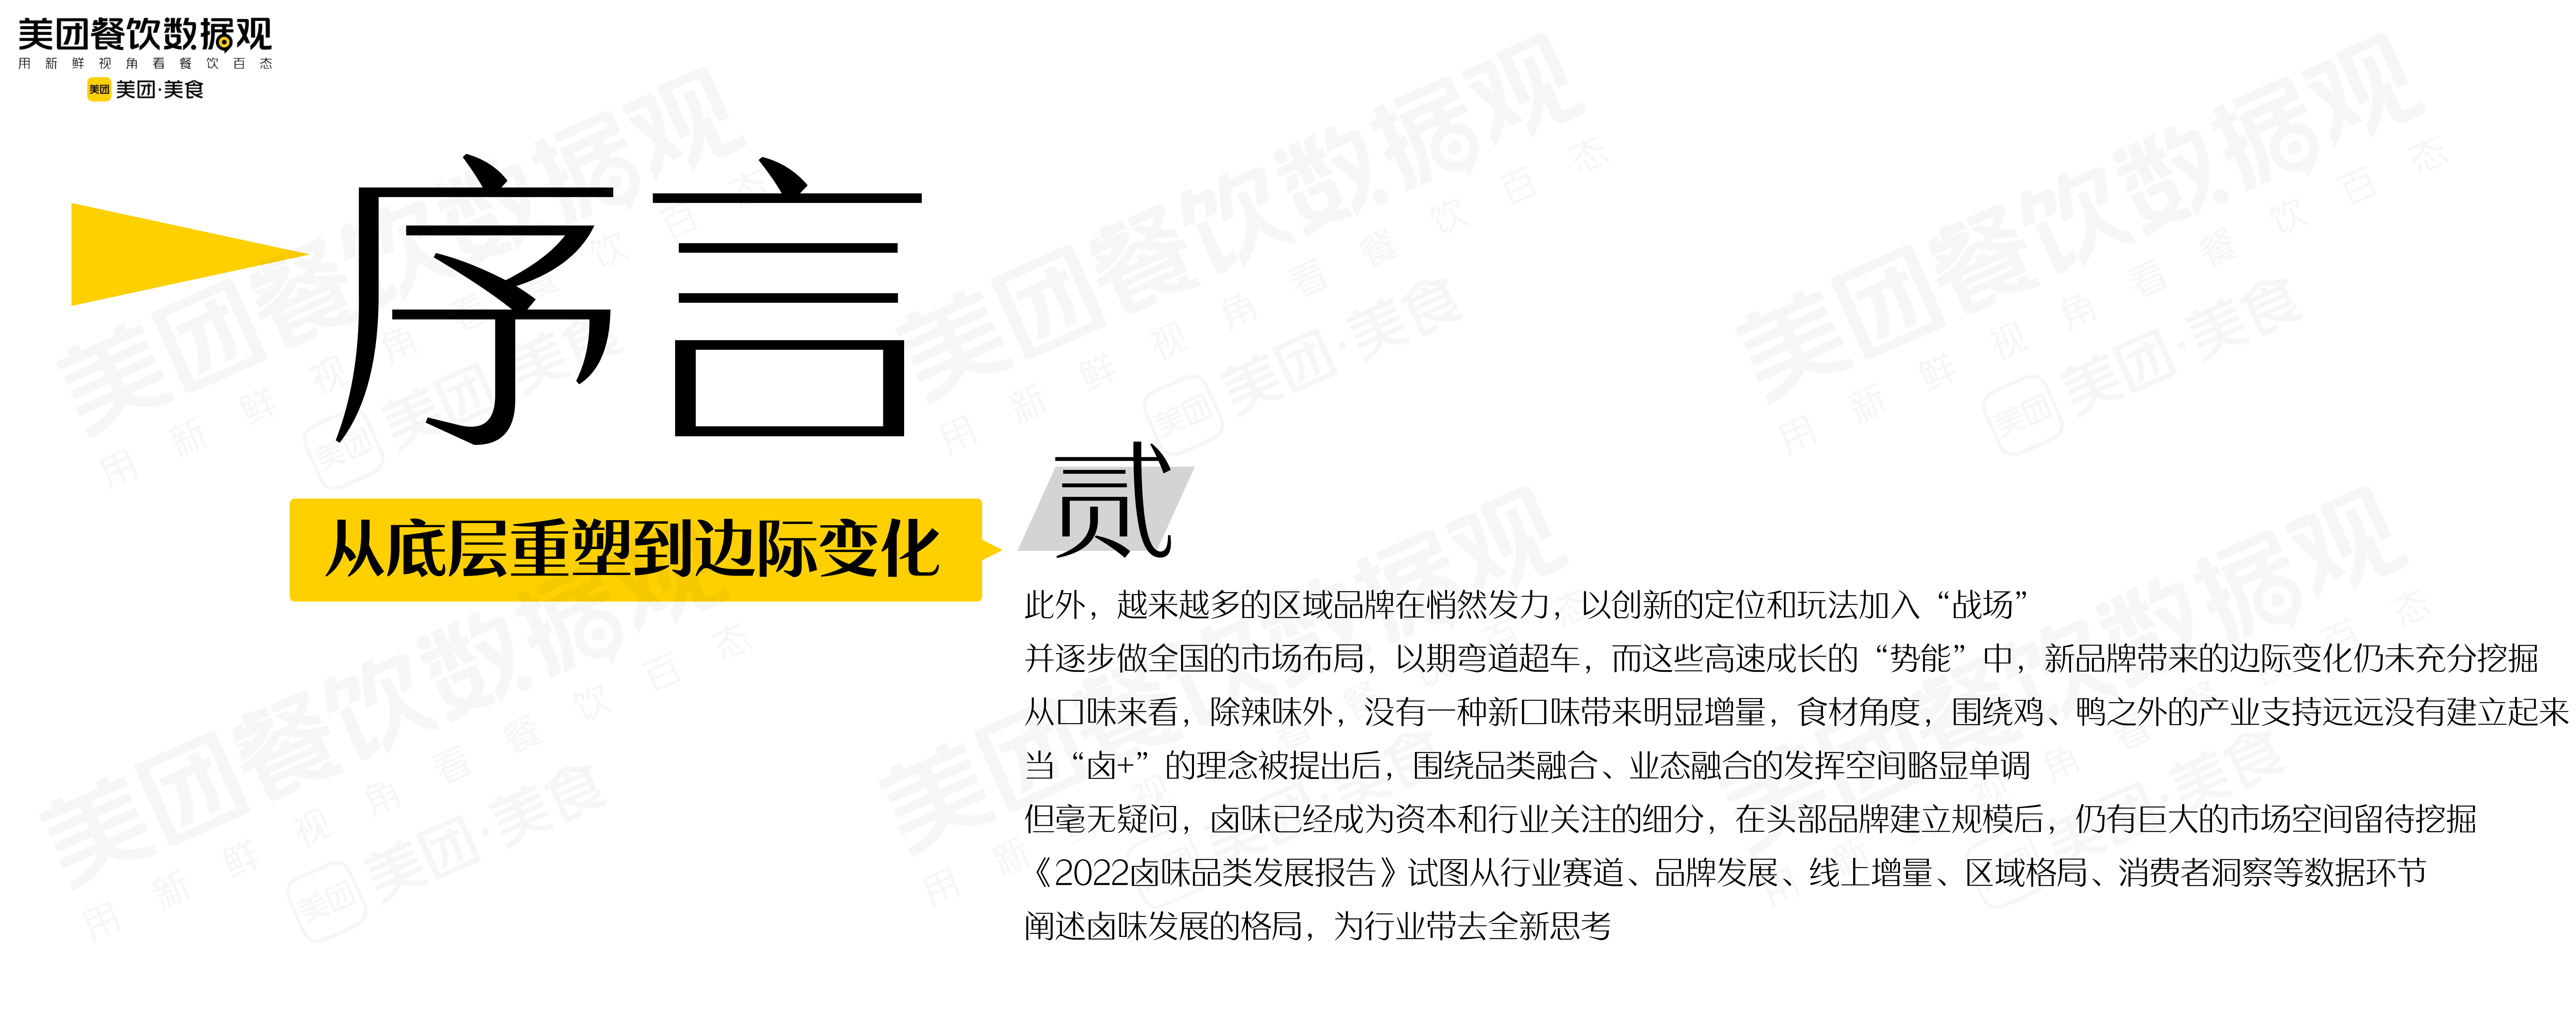 美团餐饮数据观
用新鲜视角看餐饮百态
美团 美团·美食
序言
从底层重塑到边际变化
贰
此外，越来越多的区域品牌在悄然发力，以创新的定位和玩法加入“战场”
并逐步做全国的市场布局，以期弯道超车，而这些高速成长的“势能”中，新品牌带来的边际变化仍未充分挖掘
从口味来看，除辣味外，没有一种新口味带来明显增量，食材角度，围绕鸡、鸭之外的产业支持远远没有建立起来
当“卤+”的理念被提出后，围绕品类融合、业态融合的发挥空间略显单调
但毫无疑问，卤味已经成为资本和行业关注的细分，在头部品牌建立规模后，仍有巨大的市场空间留待挖掘
《2022卤味品类发展报告》试图从行业赛道、品牌发展、线上增量、区域格局、消费者洞察等数据环节
阐述卤味发展的格局，为行业带去全新思考